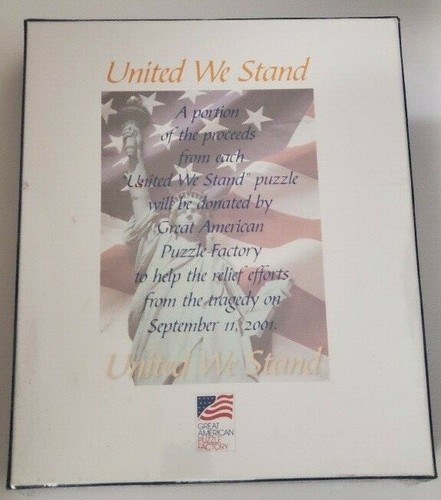 United We Stand
A portion
of the proceeds
from each
"United We Stand" puzzle
will be donated by
Great American
Puzzle Factory
to help the relief efforts
from the tragedy on
September 11, 2001.
United We Stand
GREAT
AMERICAN
PUZZLE
FACTORY